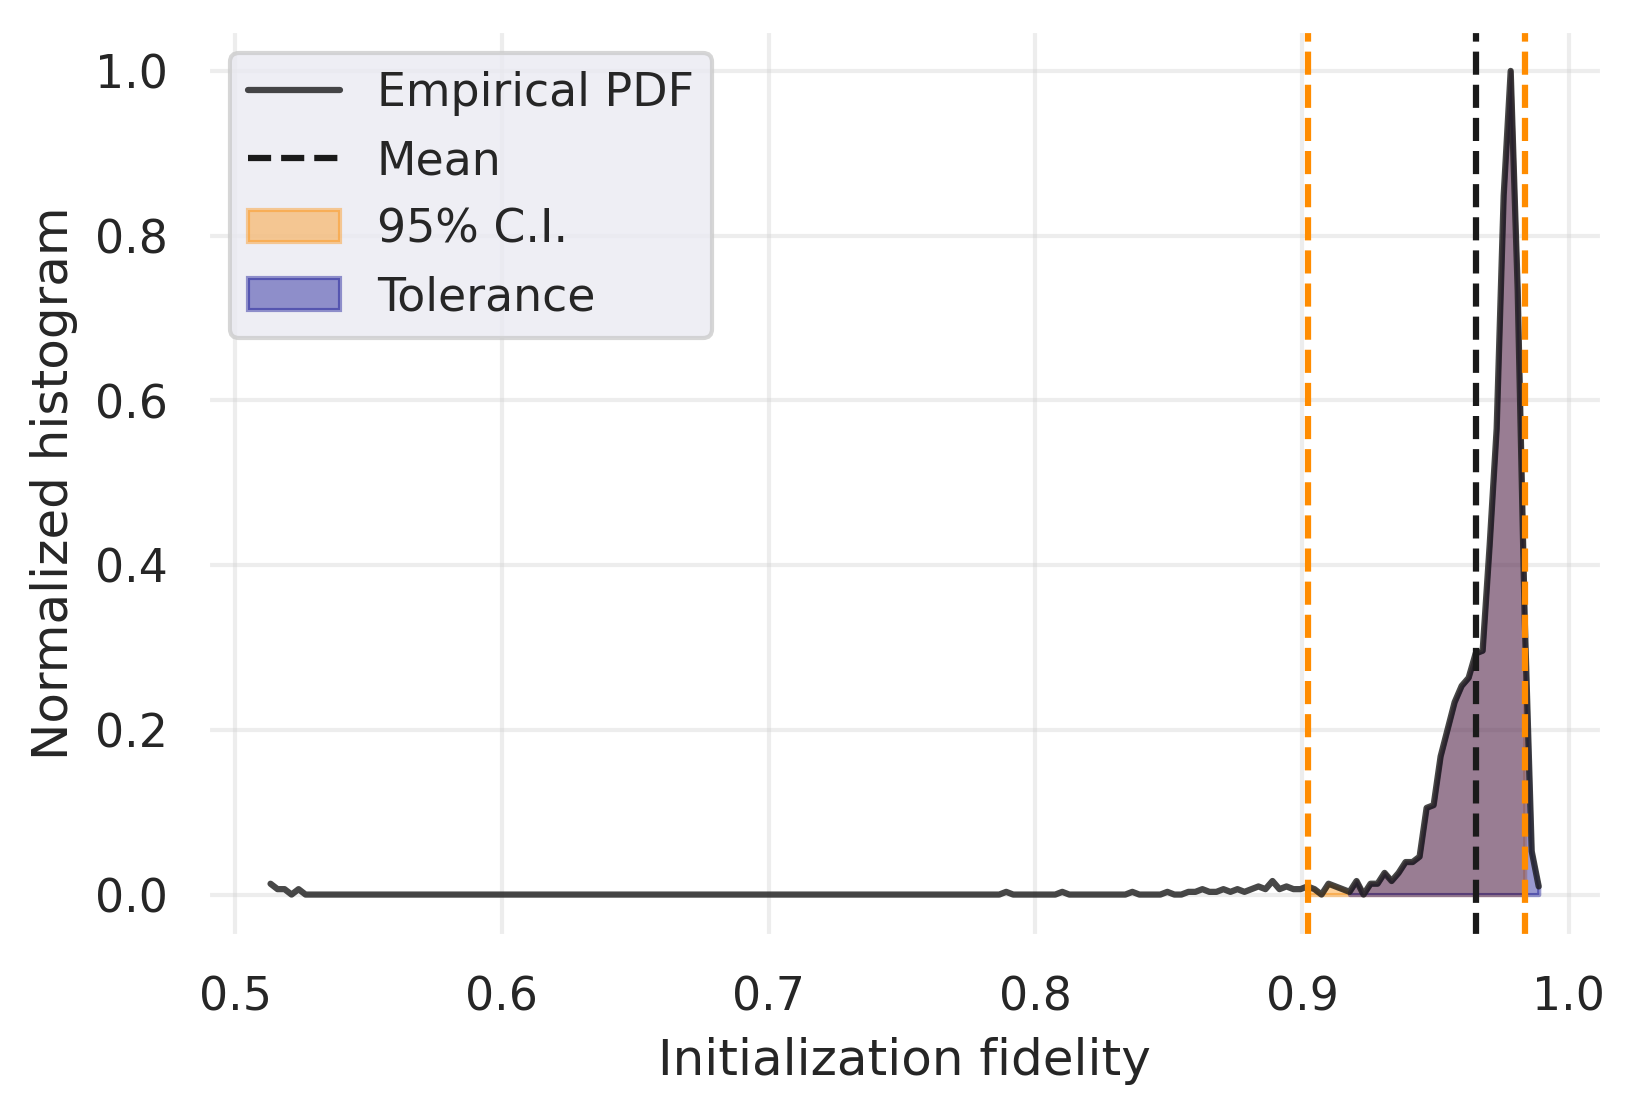 Empirical PDF
Mean
95% C.I.
Tolerance
Normalized histogram
1.0
0.8
0.6
0.4
0.2
0.0
0.5 0.6 0.7 0.8 0.9 1.0
Initialization fidelity